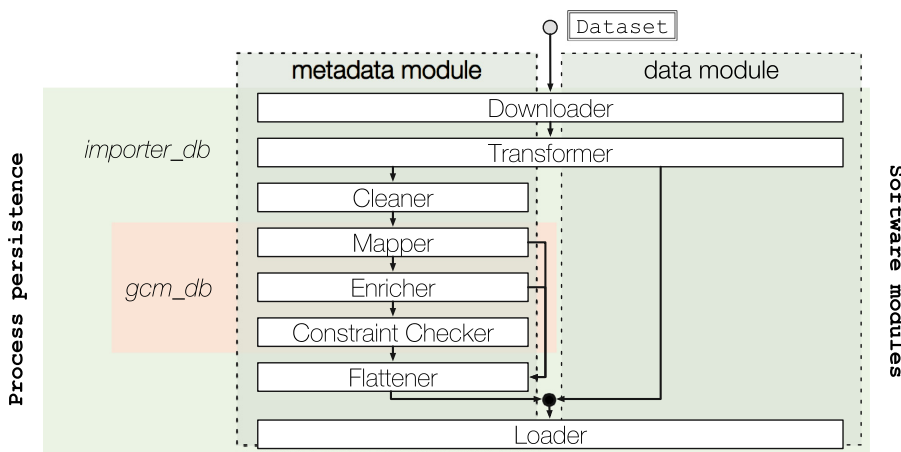 Dataset
metadata module
data module
Downloader
importer_db
Transformer
Cleaner
Mapper
gcm_db
Enricher
Constraint Checker
Flattener
Loader
Process persistence
Sortware modules